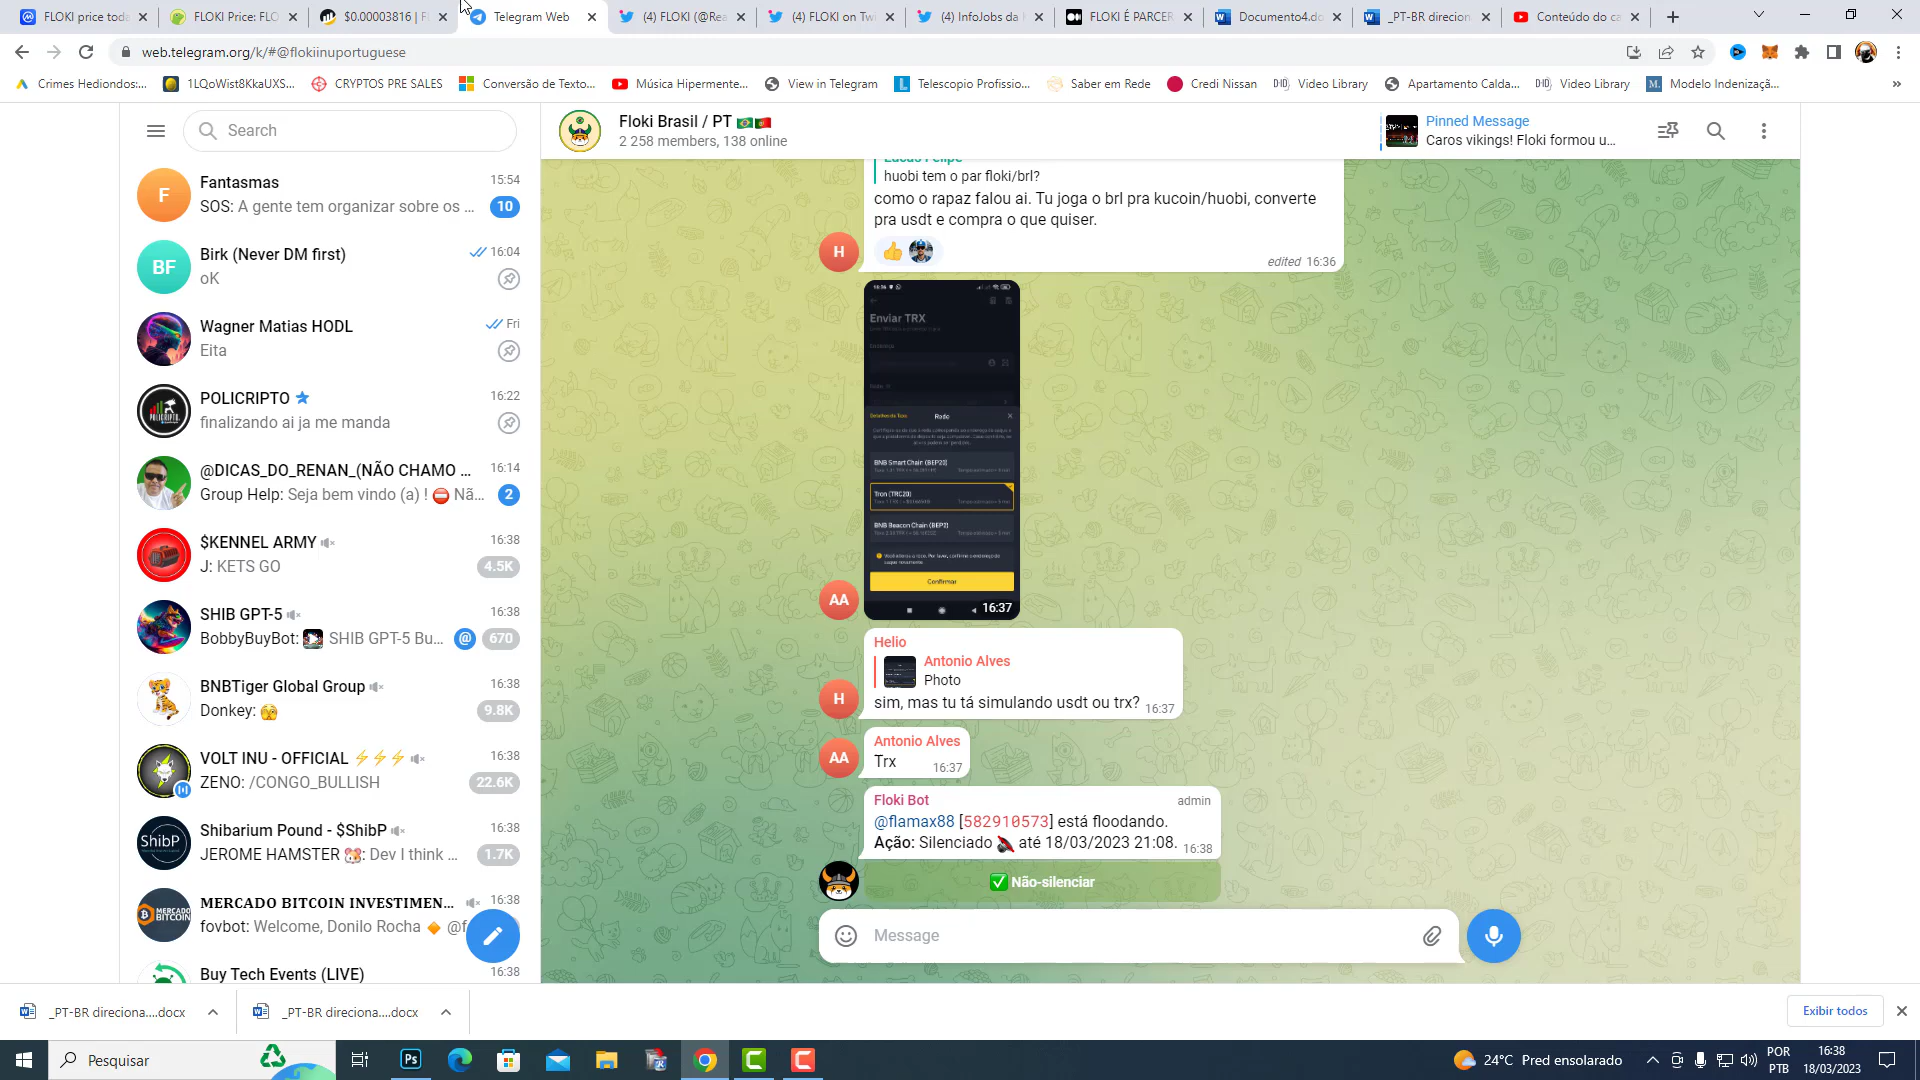 FLOKI price toda
FLOKI Price: FLO
$0.00003816 | F
Telegram Web
(4) FLOKI (@Rea
(4) FLOKI on Tw
(4) InfoJobs da
FLOKI É PARCER
Documento4.do
_PT-BR direcion
Conteúdo do ca
web.telegram.org/k/#@flokiinuportuguese
Crimes Hediondos:...
1LQoWist8KkaUXS...
CRYPTOS PRE SALES
Conversão de Texto...
Música Hipermente...
View in Telegram
Telescopio Profissio...
Saber em Rede
Credi Nissan
Video Library
Apartamento Calda...
Video Library
Modelo Indenizaçã...
Search
Fantasmas 15:54
SOS: A gente tem organizar sobre os ... 10
Birk (Never DM first) 16:04
oK
Wagner Matias HODL Fri
Eita
POLICRIPTO 16:22
finalizando ai ja me manda
@DICAS_DO_RENAN_(NÃO CHAMO ... 16:14
Group Help: Seja bem vindo (a) ! ⛔ Nã... 2
$KENNEL ARMY 16:38
J: KETS GO 4.5K
SHIB GPT-5 16:38
BobbyBuyBot: SHIB GPT-5 Bu... @ 670
BNBTiger Global Group 16:38
Donkey: 🫣 9.8K
VOLT INU - OFFICIAL ⚡⚡⚡ 16:38
ZENO: /CONGO_BULLISH 22.6K
Shibarium Pound - $ShibP 16:38
JEROME HAMSTER 🐹: Dev I think ... 1.7K
MERCADO BITCOIN INVESTIMEN... 16:38
fovbot: Welcome, Donilo Rocha 🔸 @f
Buy Tech Events (LIVE) 16:38
F
BF
POLICRIPTO
ShibP
MERCADO
BITCOIN
Floki Brasil / PT 🇧🇷🇵🇹
2 258 members, 138 online
Pinned Message
Caros vikings! Floki formou u...
Lucas Felipe
huobi tem o par floki/brl?
como o rapaz falou ai. Tu joga o brl pra kucoin/huobi, converte
pra usdt e compra o que quiser.
👍
edited 16:36
H
Enviar TRX
Rede
BNB Smart Chain (BEP20)
Tron (TRC20)
BNB Beacon Chain (BEP2)
Confirmar
16:37
AA
Helio
Antonio Alves
Photo
sim, mas tu tá simulando usdt ou trx? 16:37
H
Antonio Alves
Trx 16:37
AA
Floki Bot admin
@flamax88 [582910573] está floodando.
Ação: Silenciado até 18/03/2023 21:08. 16:38
✅ Não-silenciar
Message
_PT-BR direciona....docx
_PT-BR direciona....docx
Exibir todos
Pesquisar
Ps
24°C Pred ensolarado
POR
PTB
16:38
18/03/2023